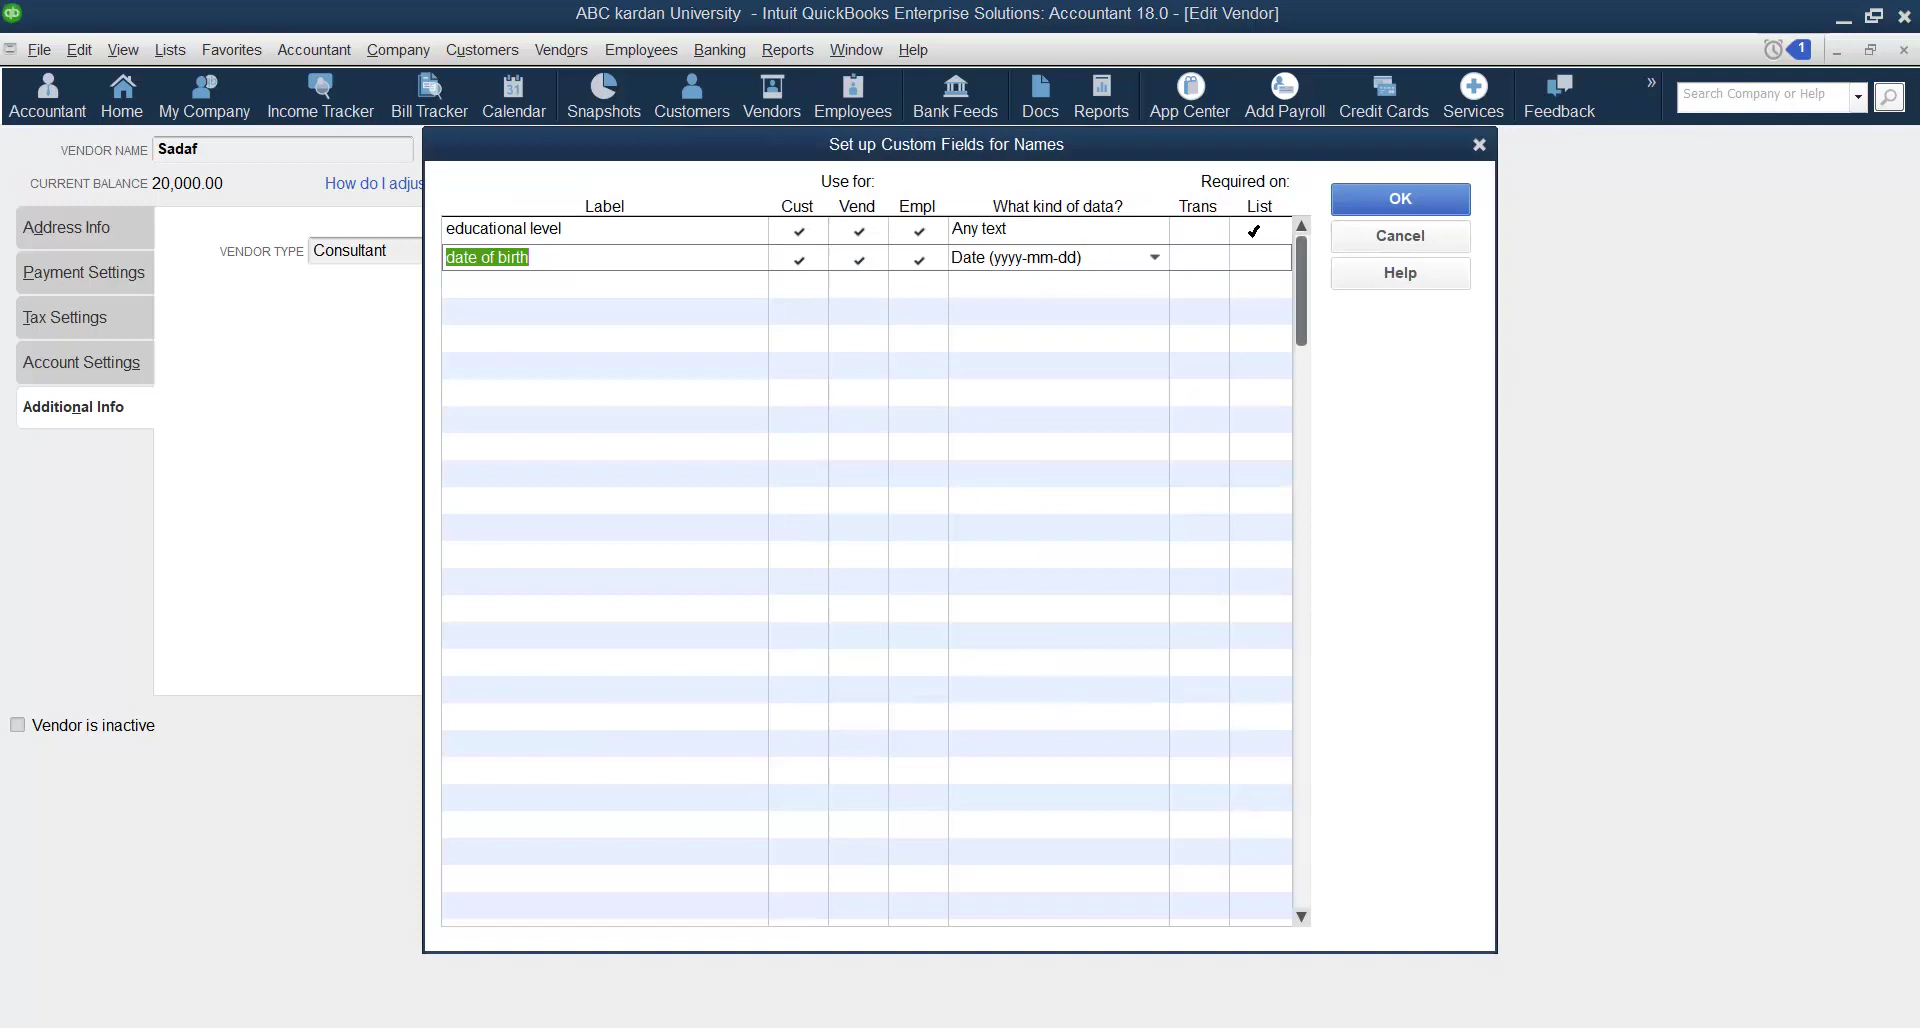 ABC kardan University - Intuit QuickBooks Enterprise Solutions: Accountant 18.0 - [Edit Vendor]
File Edit View Lists Favorites Accountant Company Customers Vendors Employees Banking Reports Window Help
1
Accountant Home My Company Income Tracker Bill Tracker Calendar Snapshots Customers Vendors Employees Bank Feeds Docs Reports App Center Add Payroll Credit Cards Services Feedback » Search Company or Help
31
VENDOR NAME Sadaf
CURRENT BALANCE 20,000.00 How do I adjus
Address Info
Payment Settings
Tax Settings
Account Settings
Additional Info
VENDOR TYPE Consultant
Vendor is inactive
Set up Custom Fields for Names
Use for: Required on:
Label Cust Vend Empl What kind of data? Trans List
educational level Any text
date of birth Date (yyyy-mm-dd)
OK
Cancel
Help